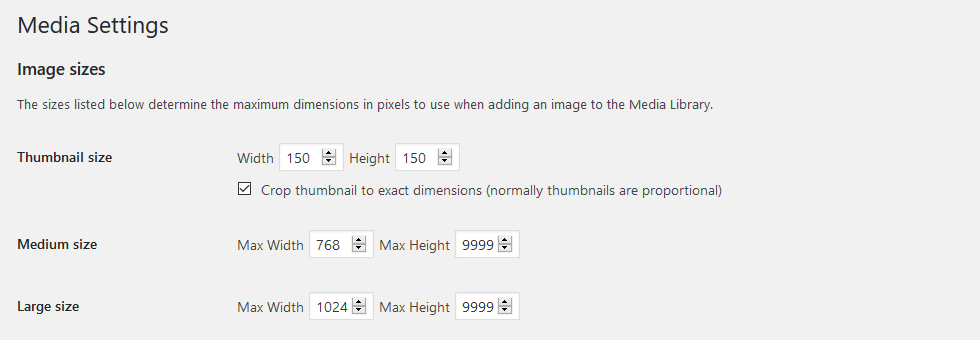 Media Settings
Image sizes
The sizes listed below determine the maximum dimensions in pixels to use when adding an image to the Media Library.
Thumbnail size Width 150 Height 150
Crop thumbnail to exact dimensions (normally thumbnails are proportional)
Medium size Max Width 768 Max Height 9999
Large size Max Width 1024 Max Height 9999